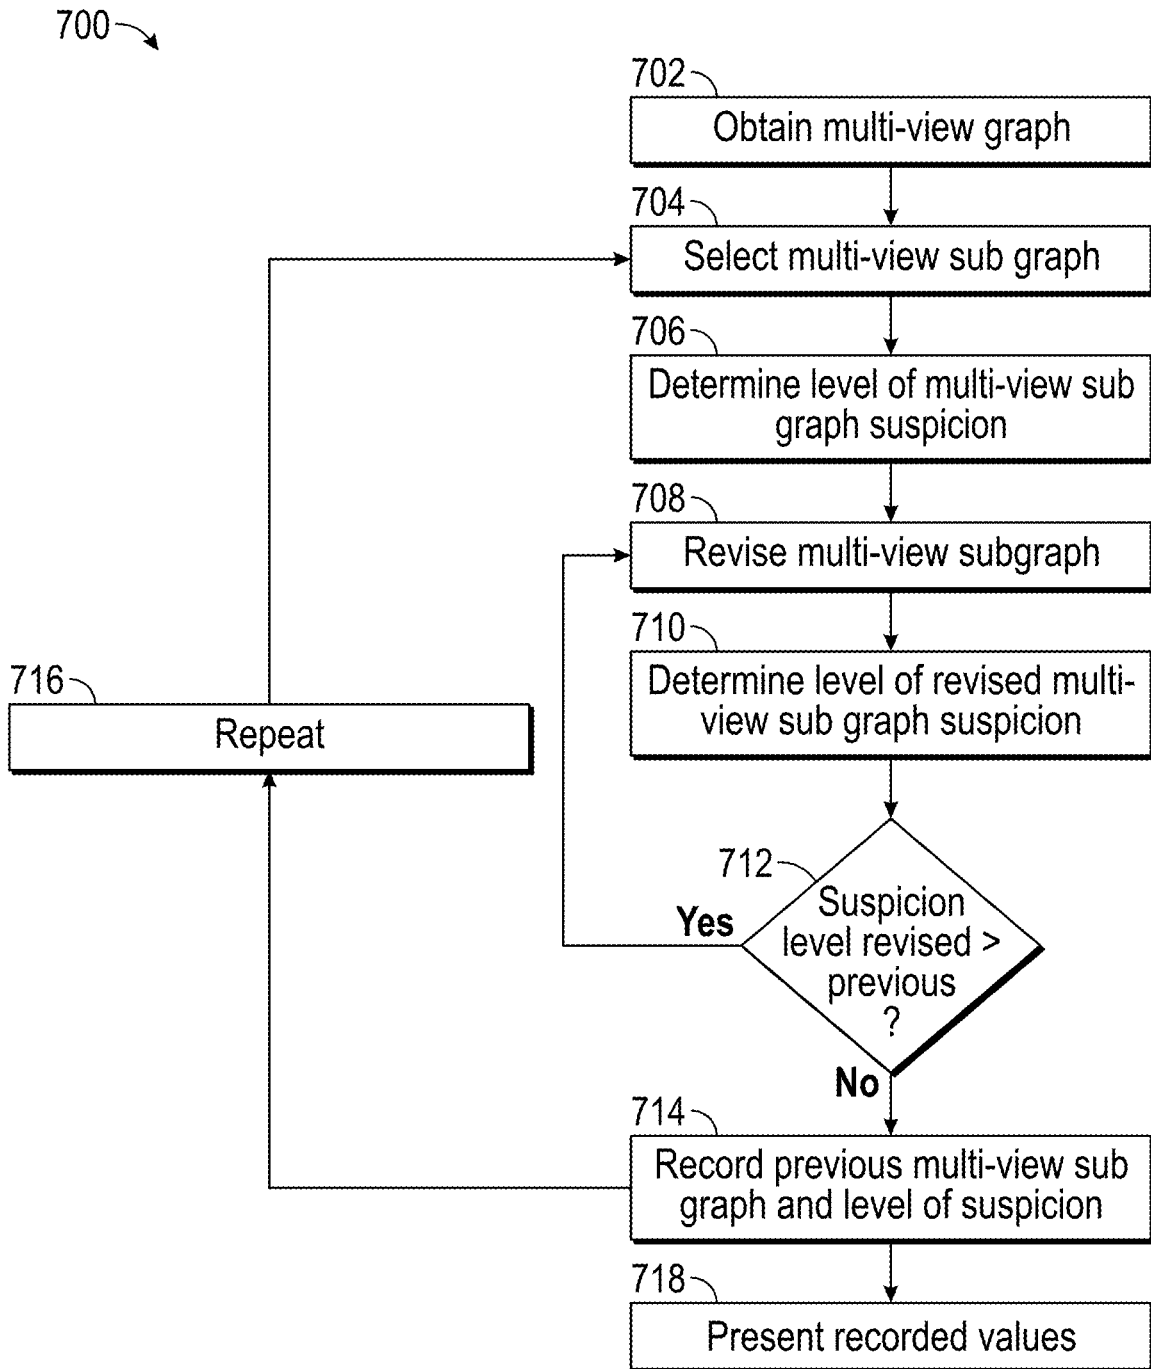 700
702
Obtain multi-view graph
704
Select multi-view sub graph
706
Determine level of multi-view sub
graph suspicion
708
Revise multi-view subgraph
710
Determine level of revised multi-
view sub graph suspicion
716
Repeat
712
Suspicion
level revised >
previous
?
Yes
No
714
Record previous multi-view sub
graph and level of suspicion
718
Present recorded values